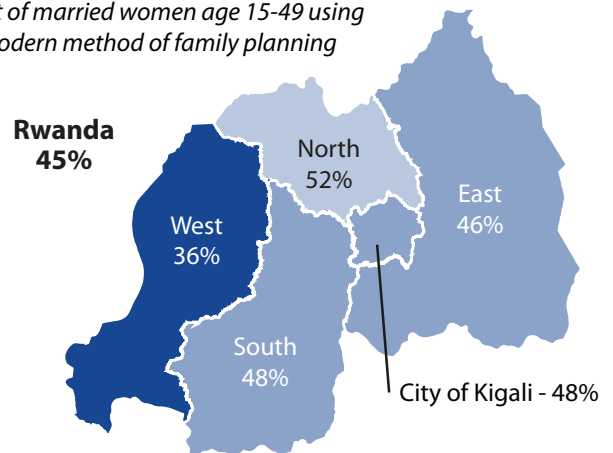 t of married women age 15-49 using
odern method of family planning
Rwanda
45%
North
52%
East
46%
West
36%
South
48%
City of Kigali - 48%